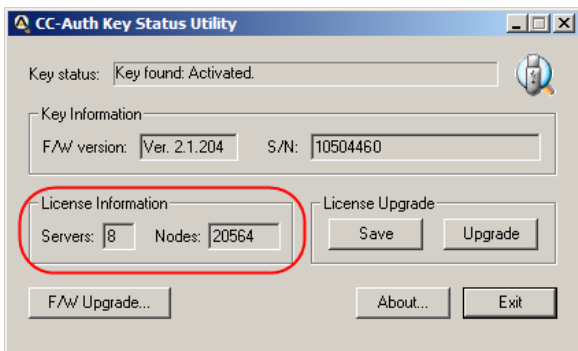 CC-Auth Key Status Utility
Key status: Key found: Activated.
Key Information
F/W version: Ver. 2.1.204 S/N: 10504460
License Information
Servers: 8 Nodes: 20564
License Upgrade
Save Upgrade
F/W Upgrade... About... Exit